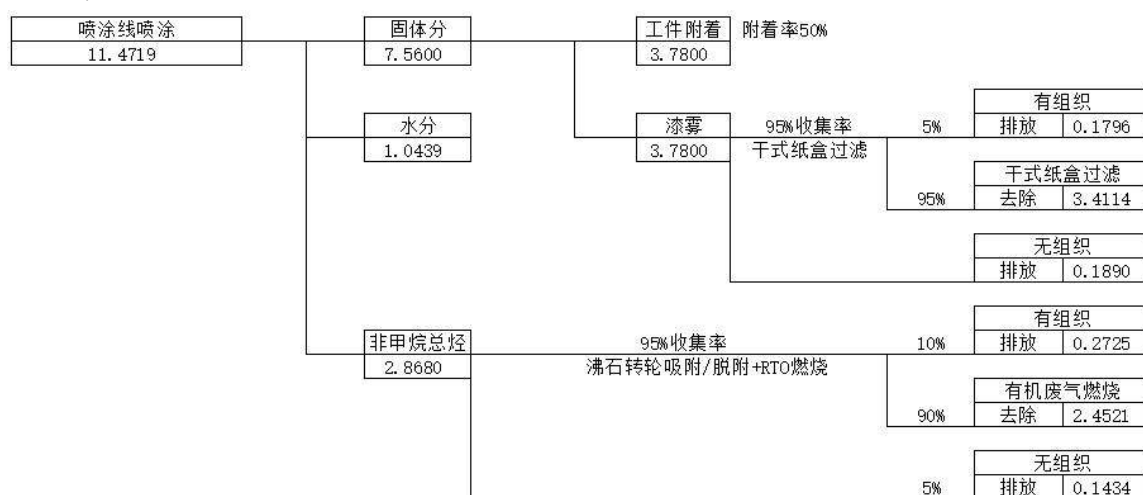 喷涂线喷涂 固体分 工件附着 附着率50%
11.4719 7.5600 3.7800
有组织
水分 漆雾 95%收集率 5% 排放 0.1796
1.0439 3.7800 干式纸盒过滤
干式纸盒过滤
95% 去除 3.4114
无组织
排放 0.1890
有组织
非甲烷总烃 95%收集率 10% 排放 0.2725
2.8680 沸石转轮吸附/脱附+RTO燃烧
有机废气燃烧
90% 去除 2.4521
无组织
5% 排放 0.1434